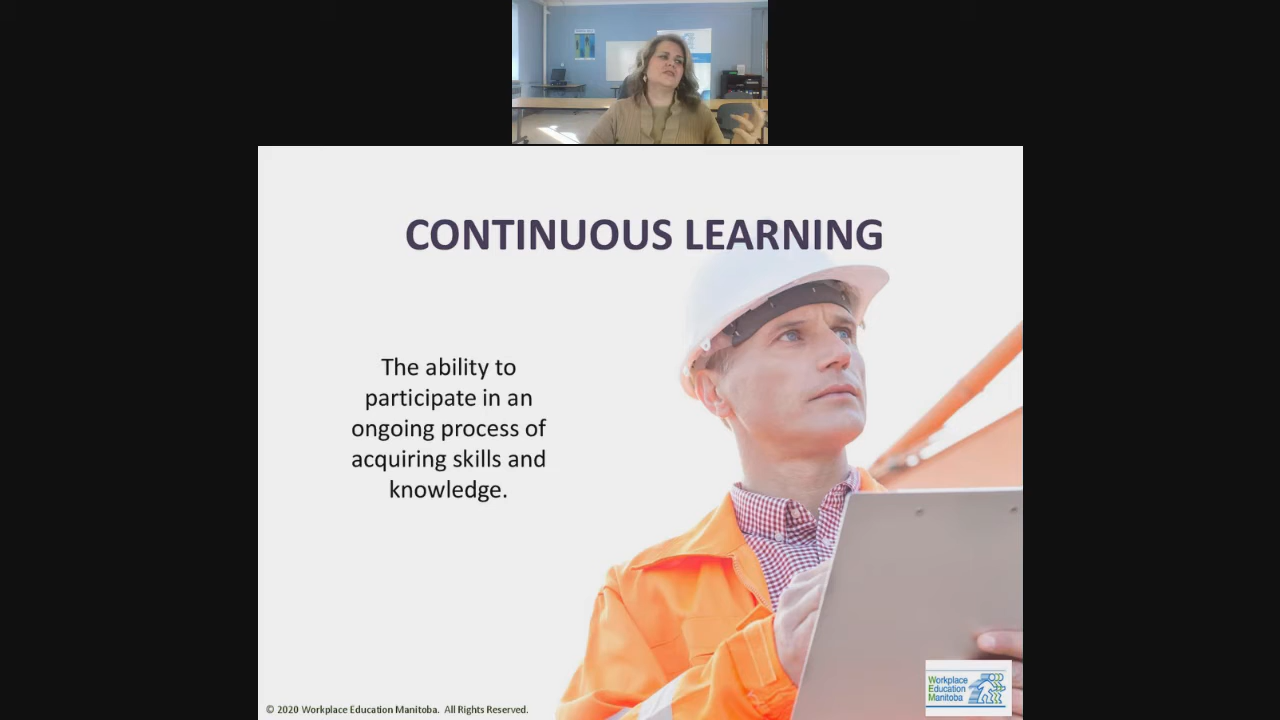 CONTINUOUS LEARNING
The ability to
participate in an
ongoing process of
acquiring skills and
knowledge.
Workplace
Education
Manitoba
© 2020 Workplace Education Manitoba. All Rights Reserved.